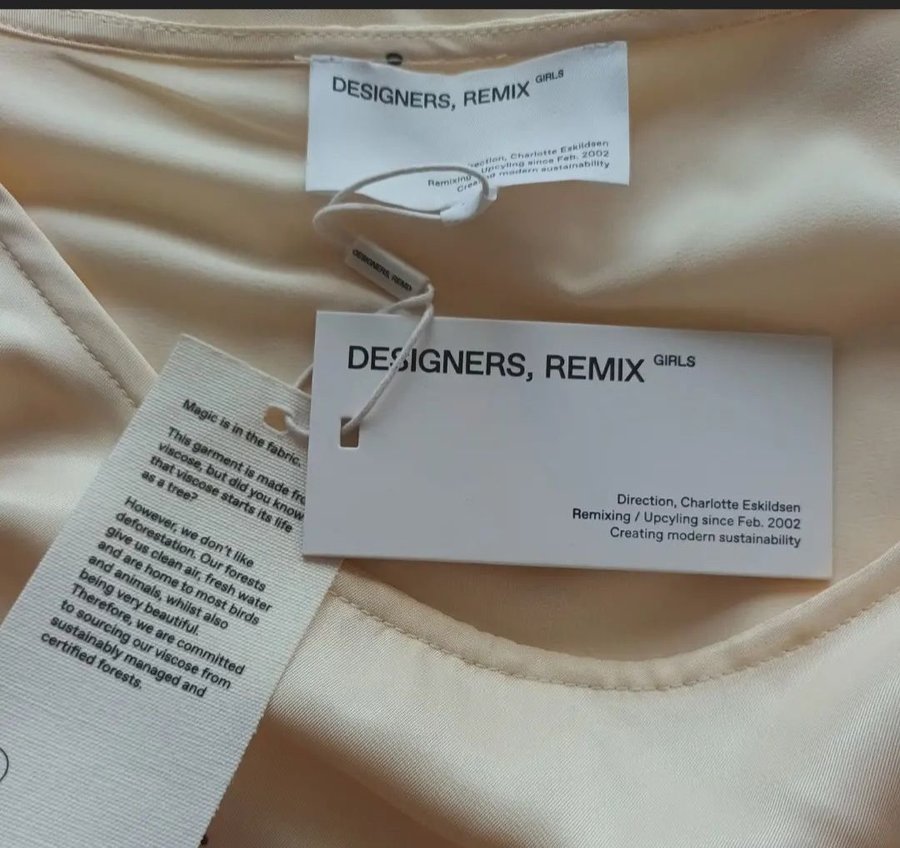 DESIGNERS, REMIX GIRLS
Direction, Charlotte Eskildsen
Remixing Upcyling since Feb. 2002
modern sustainability
DESIGNERS, REMIX
DESIGNERS, REMIX GIRLS
Direction, Charlotte Eskildsen
Remixing / Upcyling since Feb. 2002
Creating modern sustainability
Magic is in the fabric.
This garment is made
viscose, but did you know
that viscose starts its life
as a tree?
However, we don't like
deforestation. Our forests
give us clean air, fresh water
and are home to most birds
and animals, whilst also
being very beautiful.
Therefore, we are committed
to sourcing our viscose from
sustainably managed and
certified forests.